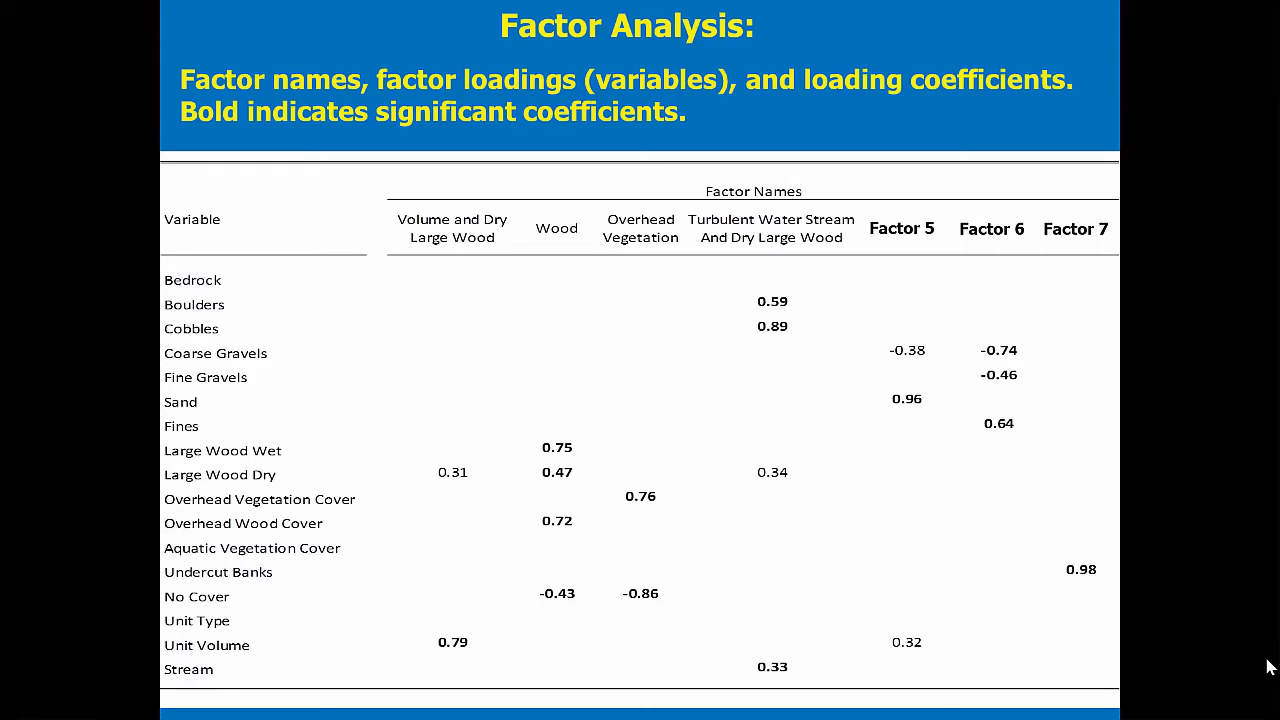 Factor Analysis:
Factor names, factor loadings (variables), and loading coefficients.
Bold indicates significant coefficients.
Factor Names
Variable
Volume and Dry
Large Wood
Wood
Overhead
Vegetation
Turbulent Water Stream
And Dry Large Wood
Factor 5
Factor 6
Factor 7
Bedrock
Boulders 0.59
Cobbles 0.89
Coarse Gravels -0.38 -0.74
Fine Gravels -0.46
Sand 0.96
Fines 0.64
Large Wood Wet 0.75
Large Wood Dry 0.31 0.47 0.34
Overhead Vegetation Cover 0.76
Overhead Wood Cover 0.72
Aquatic Vegetation Cover
Undercut Banks 0.98
No Cover -0.43 -0.86
Unit Type
Unit Volume 0.79 0.32
Stream 0.33